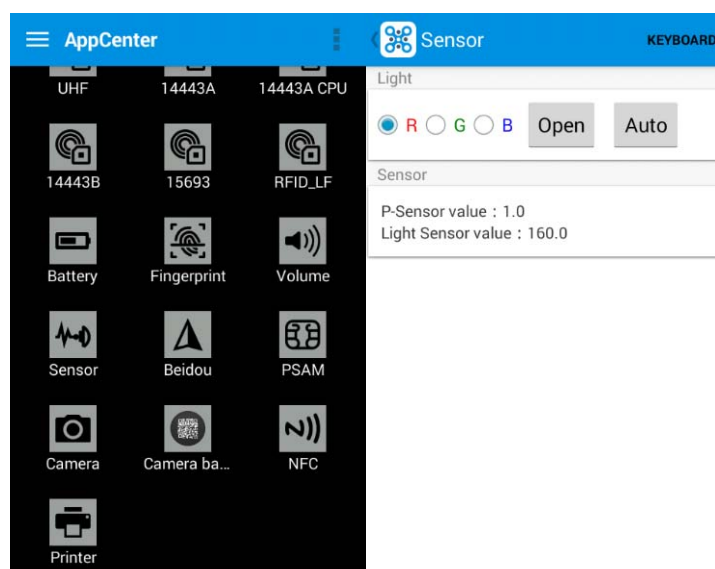 AppCenter
UHF 14443A 14443A CPU
14443B 15693 RFID_LF
Battery Fingerprint Volume
Sensor Beidou PSAM
Camera Camera ba... NFC
Printer
Sensor KEYBOARD
Light
R G B Open Auto
Sensor
P-Sensor value : 1.0
Light Sensor value : 160.0